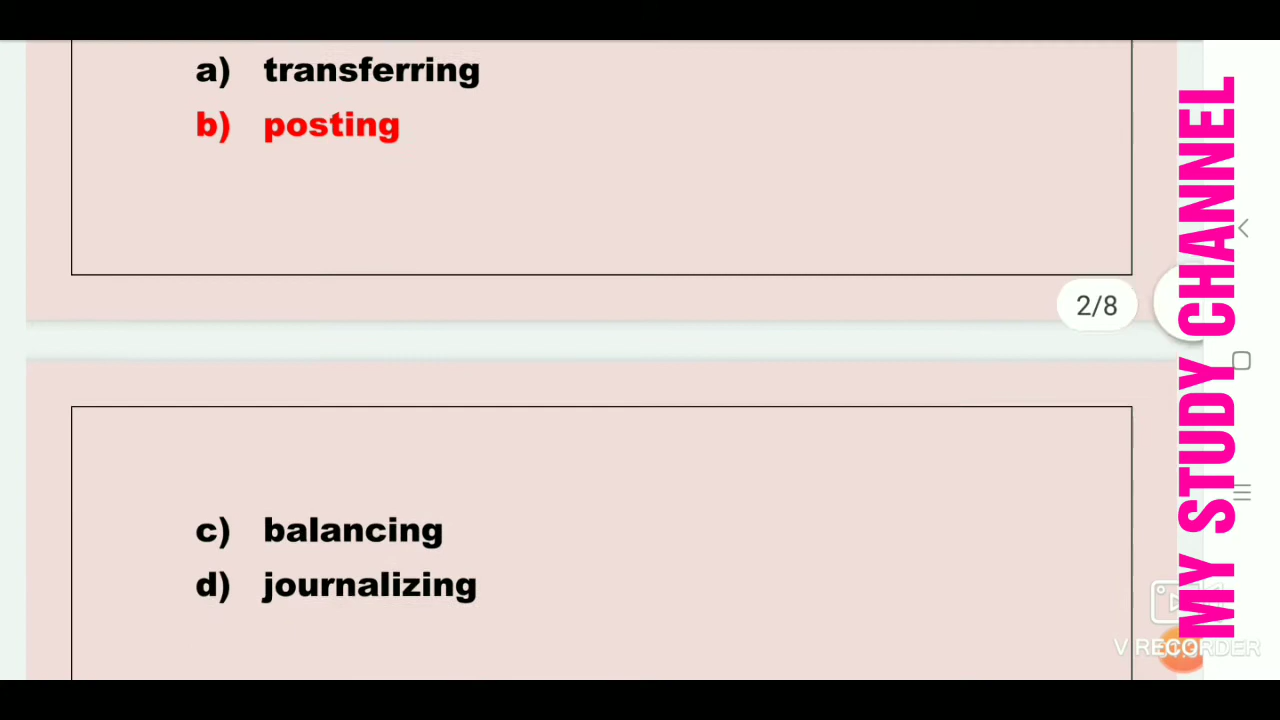 a) transferring
b) posting
2/8
c) balancing
d) journalizing
MY STUDY CHANNEL
V RECORDER